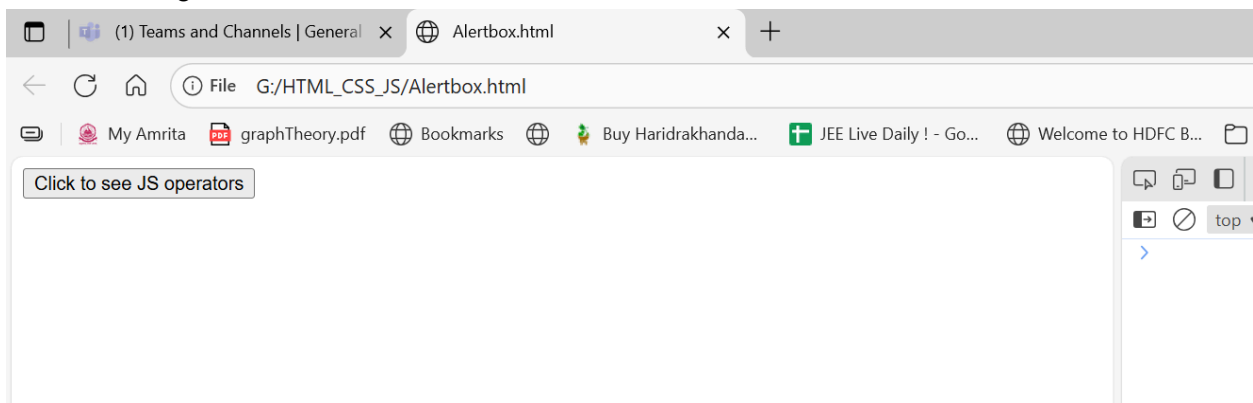 (1) Teams and Channels | General
Alertbox.html
File G:/HTML_CSS_JS/Alertbox.html
My Amrita PDF graphTheory.pdf Bookmarks Buy Haridrakhanda... JEE Live Daily ! - Go... Welcome to HDFC B...
Click to see JS operators
top